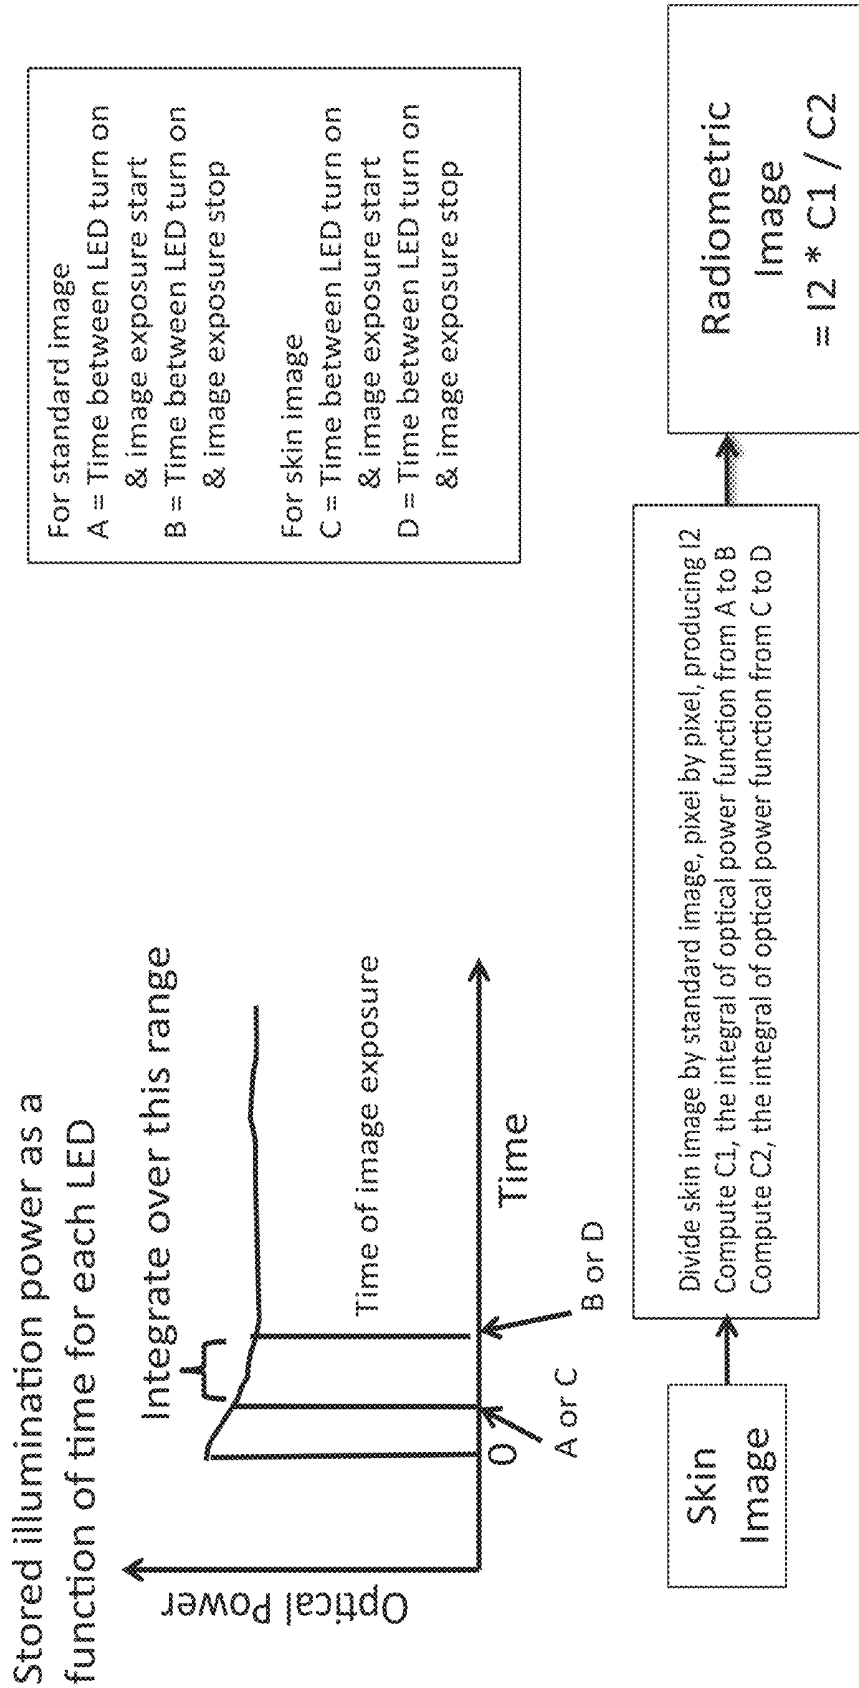 Stored illumination power as a
function of time for each LED
Integrate over this range
Optical Power
Time of image exposure
0
Time
A or C
B or D
For standard image
A = Time between LED turn on
& image exposure start
B = Time between LED turn on
& image exposure stop
For skin image
C = Time between LED turn on
& image exposure start
D = Time between LED turn on
& image exposure stop
Skin
Image
Divide skin image by standard image, pixel by pixel, producing I2
Compute C1, the integral of optical power function from A to B
Compute C2, the integral of optical power function from C to D
Radiometric
Image
= I2 * C1 / C2